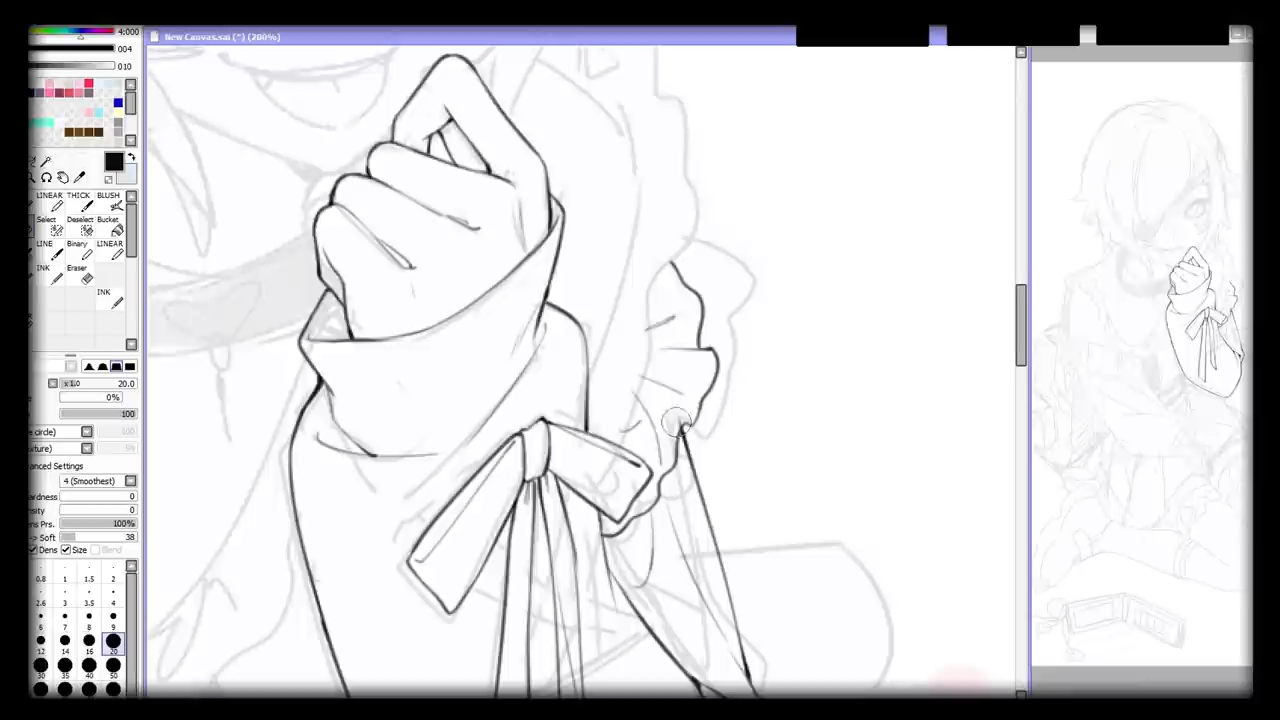 New Canvas.sai (*) (200%)
4:000
004
010
LINEAR THICK BLUSH
Select Deselect Bucket
LINE Binary LINEAR
INK Eraser
INK
x 1.0 20.0
0%
100
e circle) 100
exture) 5%
anced Settings
4 (Smoothest)
ardness 0
nsity 0
ens Prs. 100%
-> Soft 38
Dens Size Blend
0.8 1 1.5 2
2.6 3 3.5 4
6 7 8 9
12 14 16 20
30 35 40 50